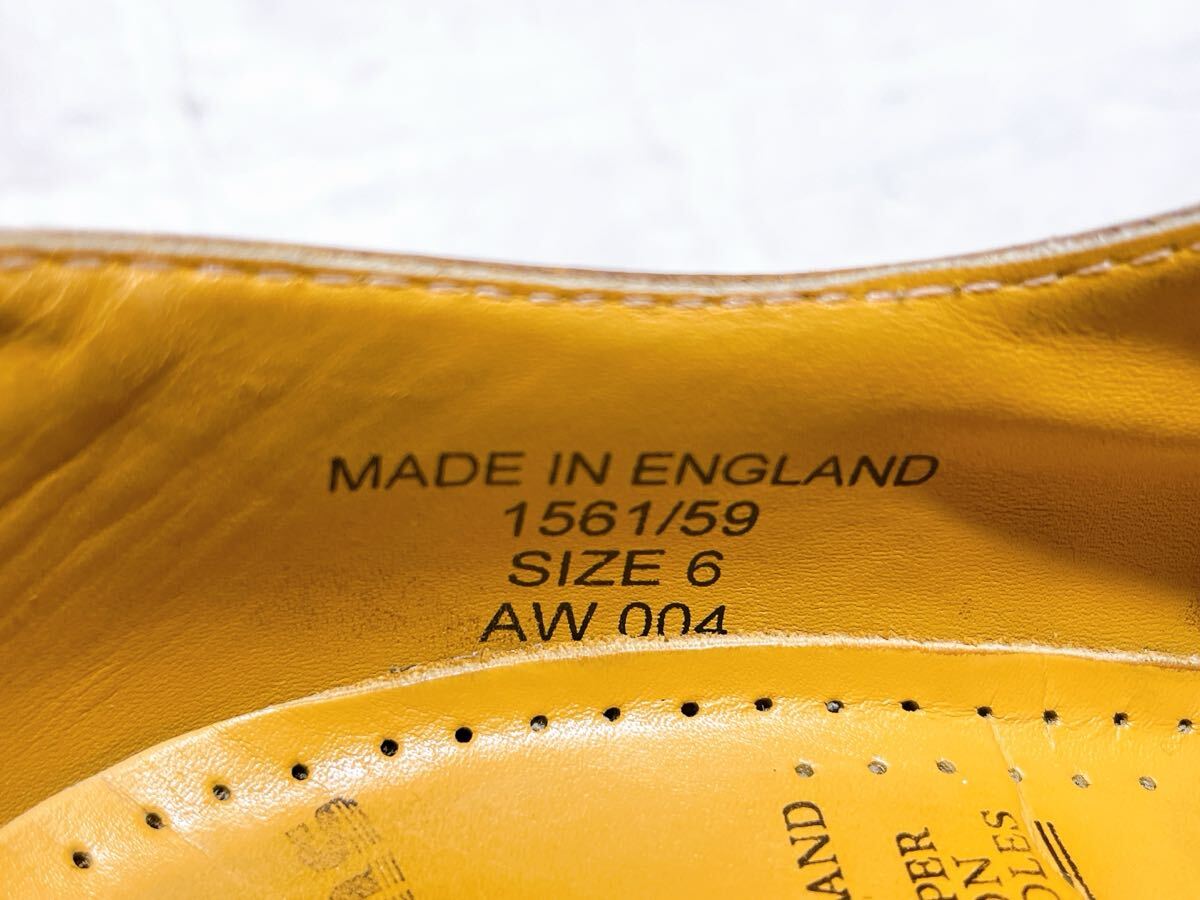 MADE IN ENGLAND
1561/59
SIZE 6
AW 004